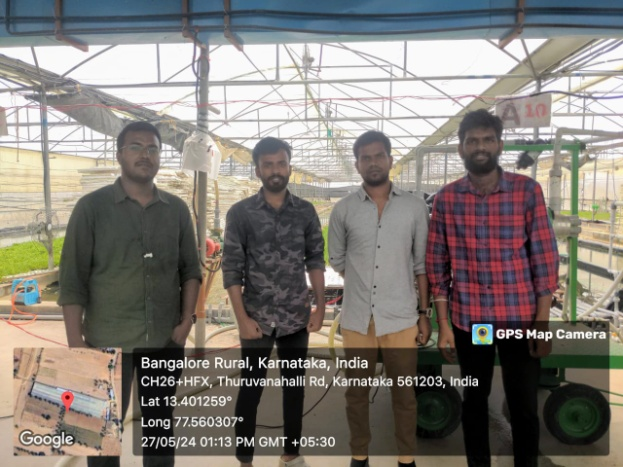 A 10
GPS Map Camera
Bangalore Rural, Karnataka, India
CH26+HFX, Thuruvanahalli Rd, Karnataka 561203, India
Lat 13.401259°
Long 77.560307°
27/05/24 01:13 PM GMT +05:30
Google